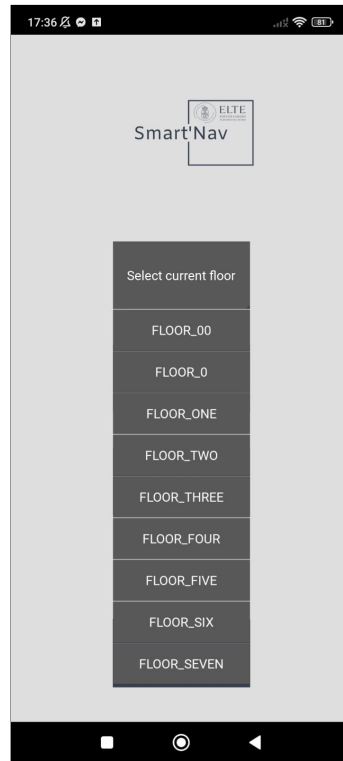 17:36
81
ELTE
Smart'Nav
Select current floor
FLOOR_00
FLOOR_0
FLOOR_ONE
FLOOR_TWO
FLOOR_THREE
FLOOR_FOUR
FLOOR_FIVE
FLOOR_SIX
FLOOR_SEVEN